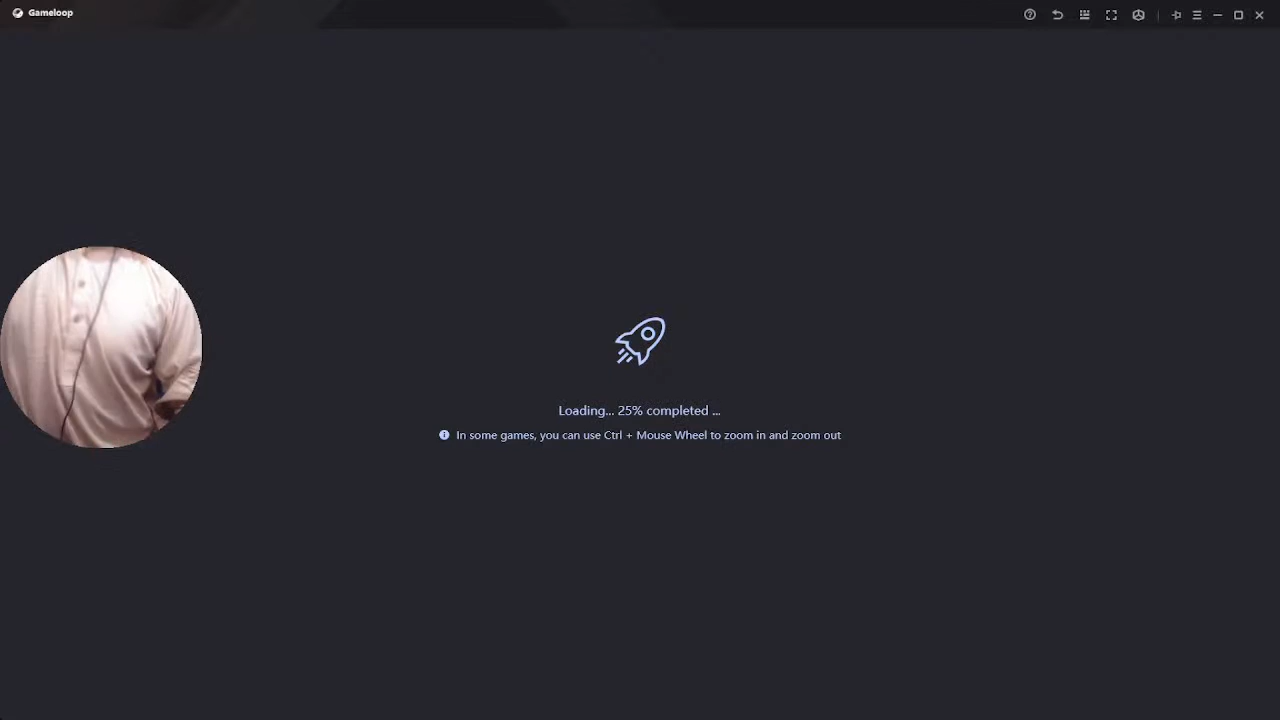 Gameloop
Loading... 25% completed ...
In some games, you can use Ctrl + Mouse Wheel to zoom in and zoom out